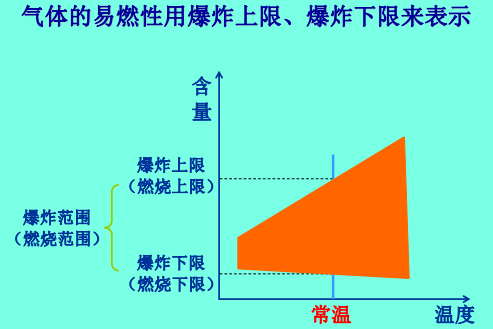 气体的易燃性用爆炸上限、爆炸下限来表示
含
量
爆炸上限
（燃烧上限）
爆炸范围
（燃烧范围）
爆炸下限
（燃烧下限）
常温
温度